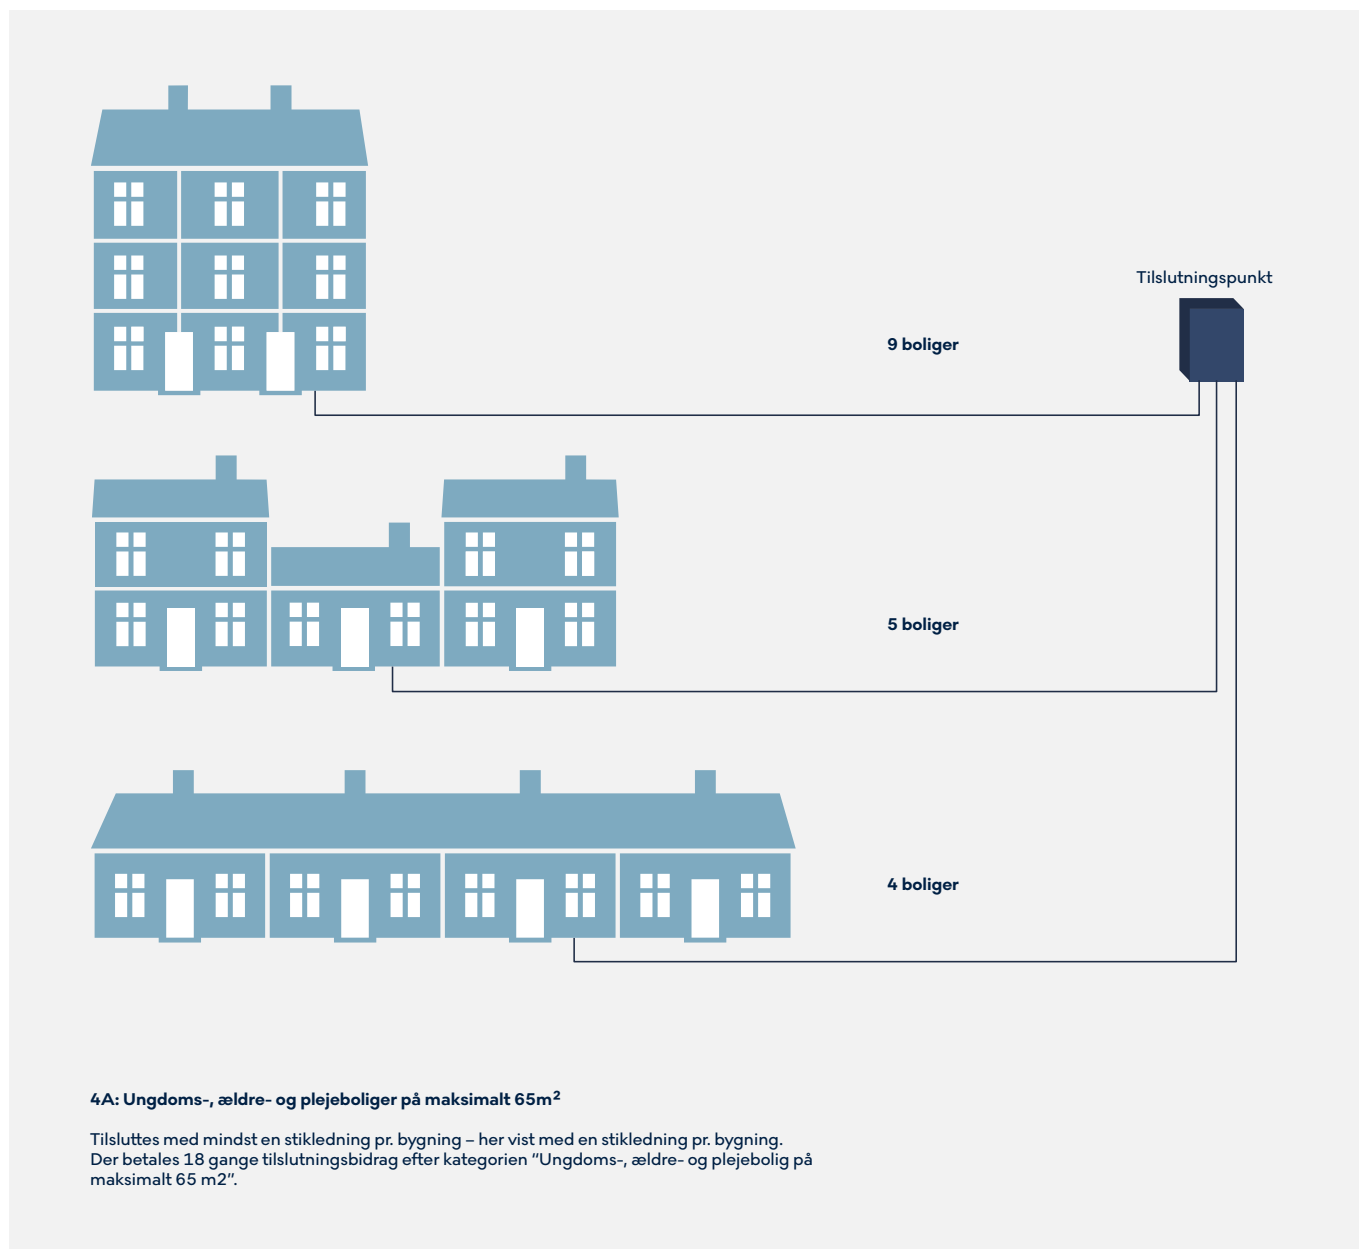 Tilslutningspunkt
9 boliger
5 boliger
4 boliger
4A: Ungdoms-, ældre- og plejeboliger på maksimalt 65m²
Tilsluttes med mindst en stikledning pr. bygning – her vist med en stikledning pr. bygning.
Der betales 18 gange tilslutningsbidrag efter kategorien ”Ungdoms-, ældre- og plejebolig på
maksimalt 65 m2”.